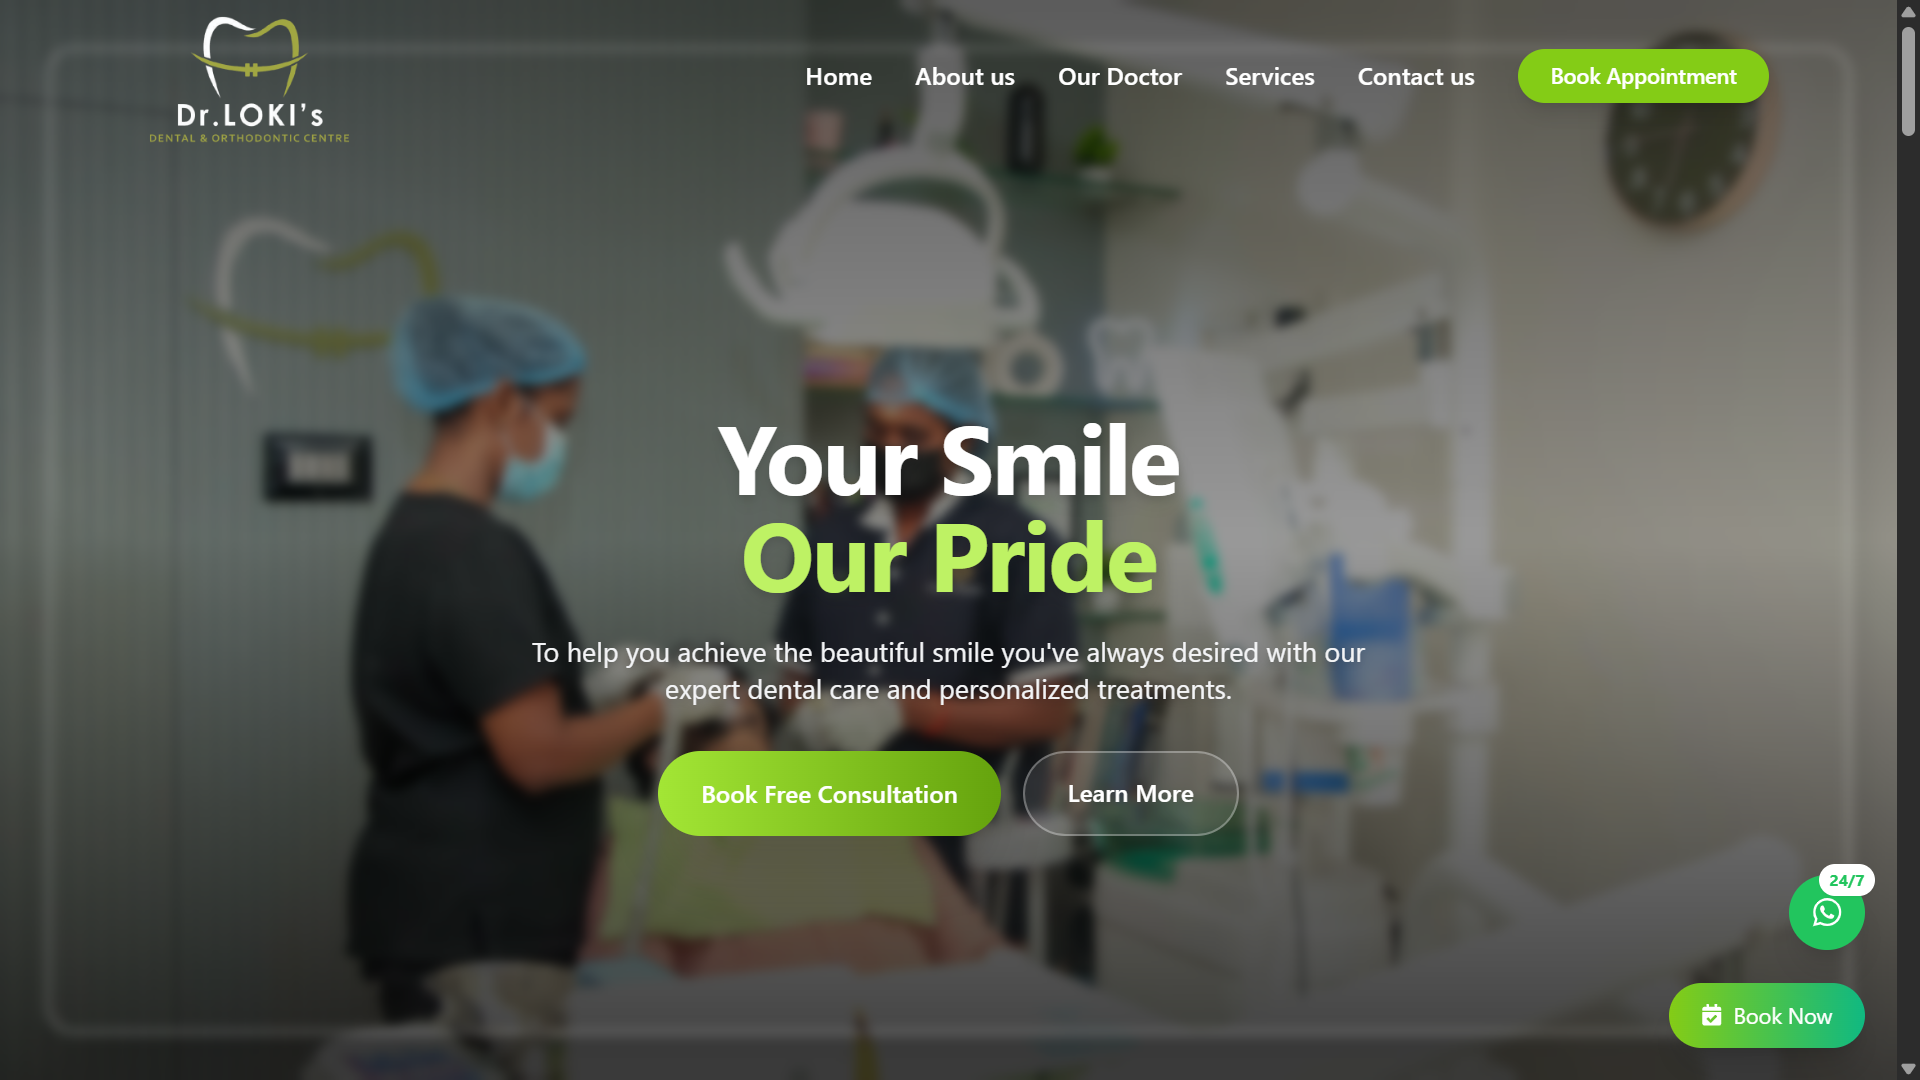 Dr.LOKI's
DENTAL & ORTHODONTIC CENTRE
Home
About us
Our Doctor
Services
Contact us
Book Appointment
Your Smile
Our Pride
To help you achieve the beautiful smile you've always desired with our
expert dental care and personalized treatments.
Book Free Consultation
Learn More
24/7
Book Now